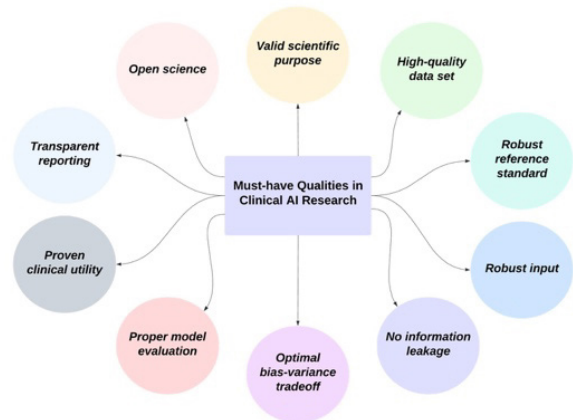 Valid scientific
purpose
Open science
High-quality
data set
Transparent
reporting
Robust
reference
standard
Must-have Qualities in
Clinical AI Research
Proven
clinical utility
Robust input
Proper model
evaluation
Optimal
bias-variance
tradeoff
No information
leakage